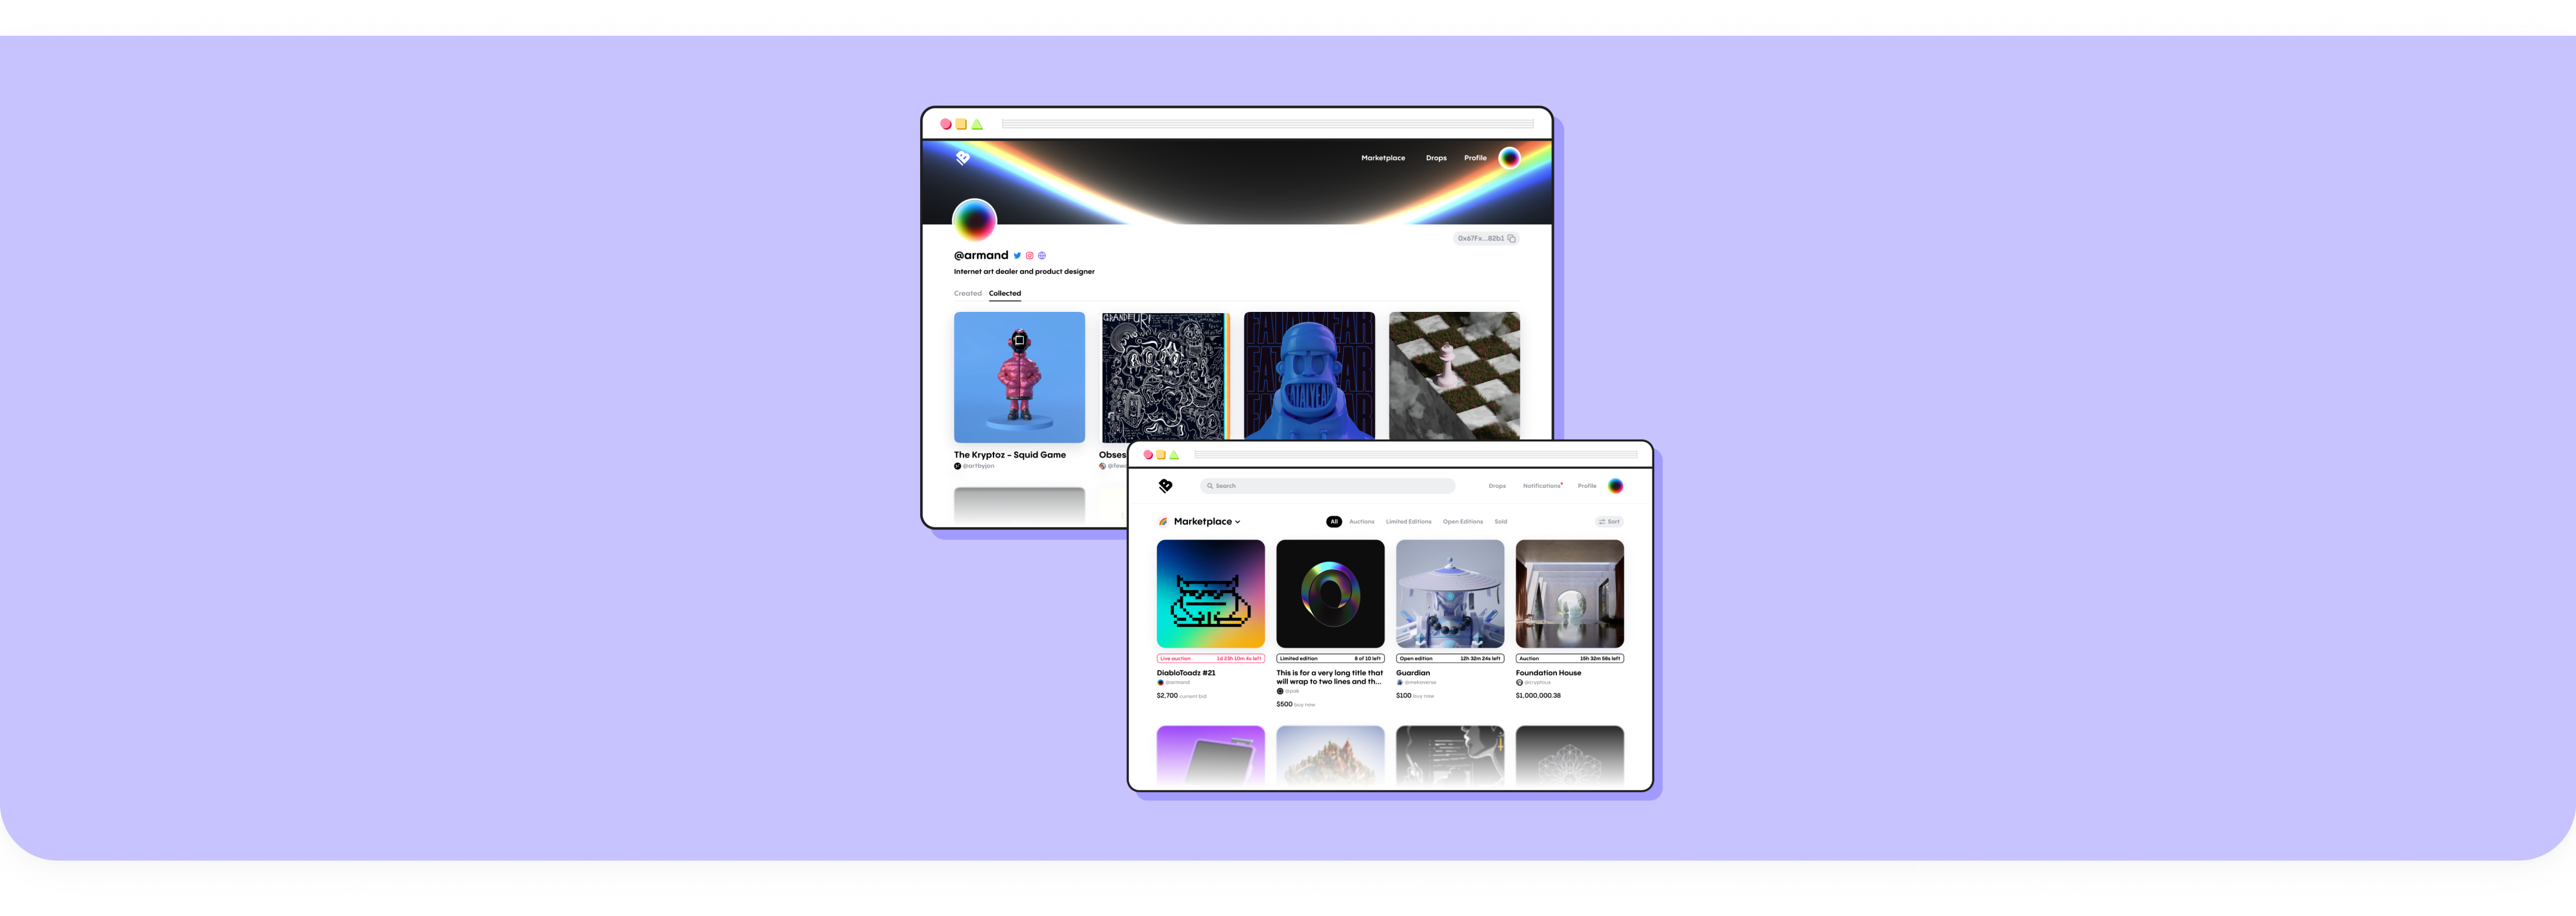 Marketplace Drops Profile
0x67Fx...82b1
@armand
Internet art dealer and product designer
Created Collected
FATALYEAR
The Kryptoz – Squid Game
@artbyjon
Obses
@fewo
Search
Drops Notifications Profile
Marketplace
All Auctions Limited Editions Open Editions Sold
Sort
Live auction 1d 23h 10m 4s left
DiabloToadz #21
@armand
$2,700 current bid
Limited edition 8 of 10 left
This is for a very long title that
will wrap to two lines and th...
@pak
$500 buy now
Open edition 12h 32m 24s left
Guardian
@mekaverse
$100 buy now
Auction 15h 32m 56s left
Foundation House
@cryptoux
$1,000,000.38